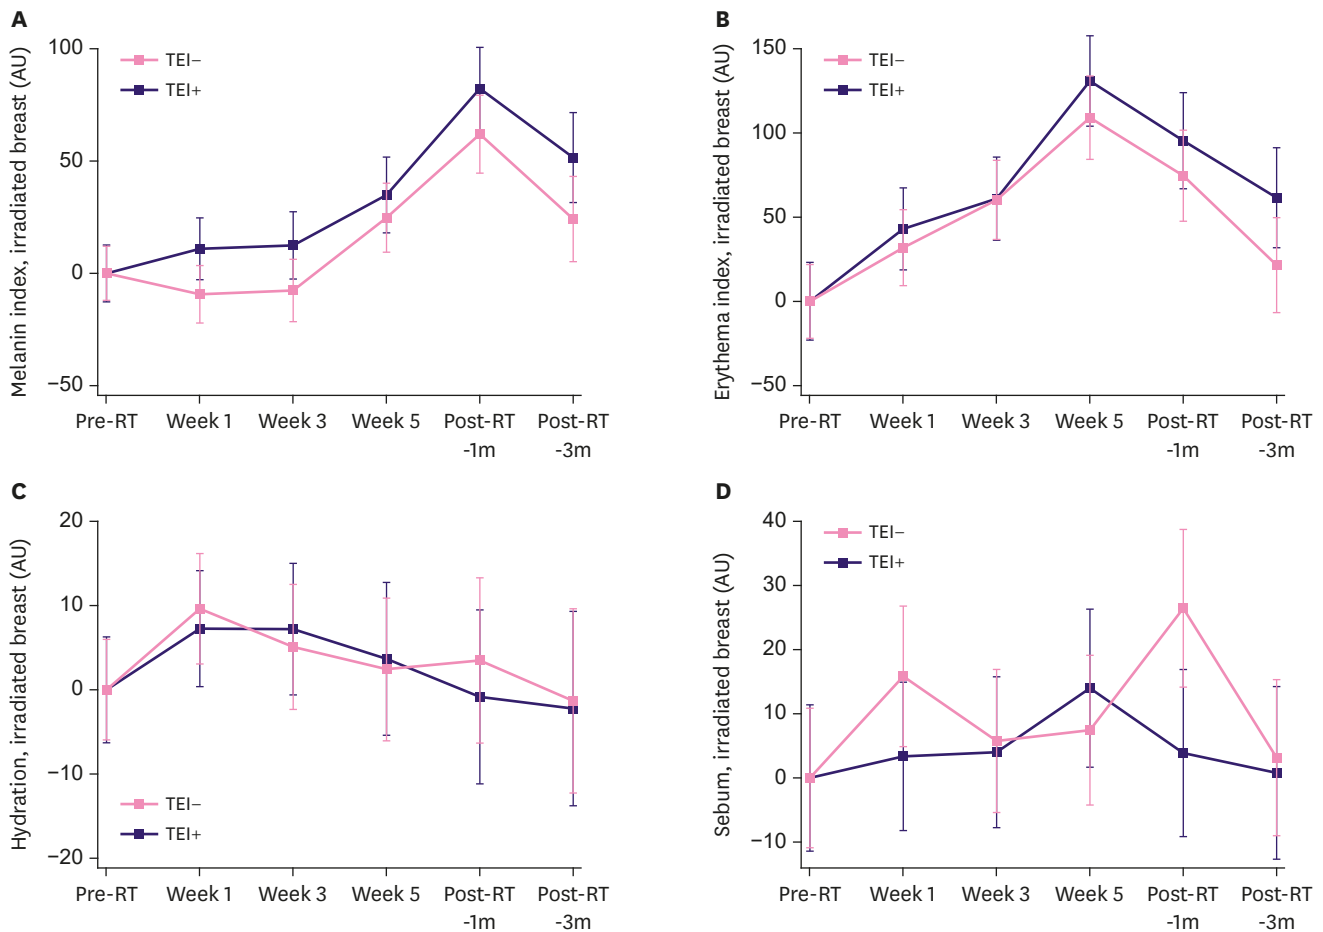 A
Melanin index, irradiated breast (AU)
100
50
0
−50
TEI−
TEI+
Pre-RT Week 1 Week 3 Week 5 Post-RT Post-RT
-1m -3m
B
Erythema index, irradiated breast (AU)
150
100
50
0
−50
TEI−
TEI+
Pre-RT Week 1 Week 3 Week 5 Post-RT Post-RT
-1m -3m
C
Hydration, irradiated breast (AU)
20
10
0
−10
−20
TEI−
TEI+
Pre-RT Week 1 Week 3 Week 5 Post-RT Post-RT
-1m -3m
D
Sebum, irradiated breast (AU)
40
30
20
10
0
−10
TEI−
TEI+
Pre-RT Week 1 Week 3 Week 5 Post-RT Post-RT
-1m -3m